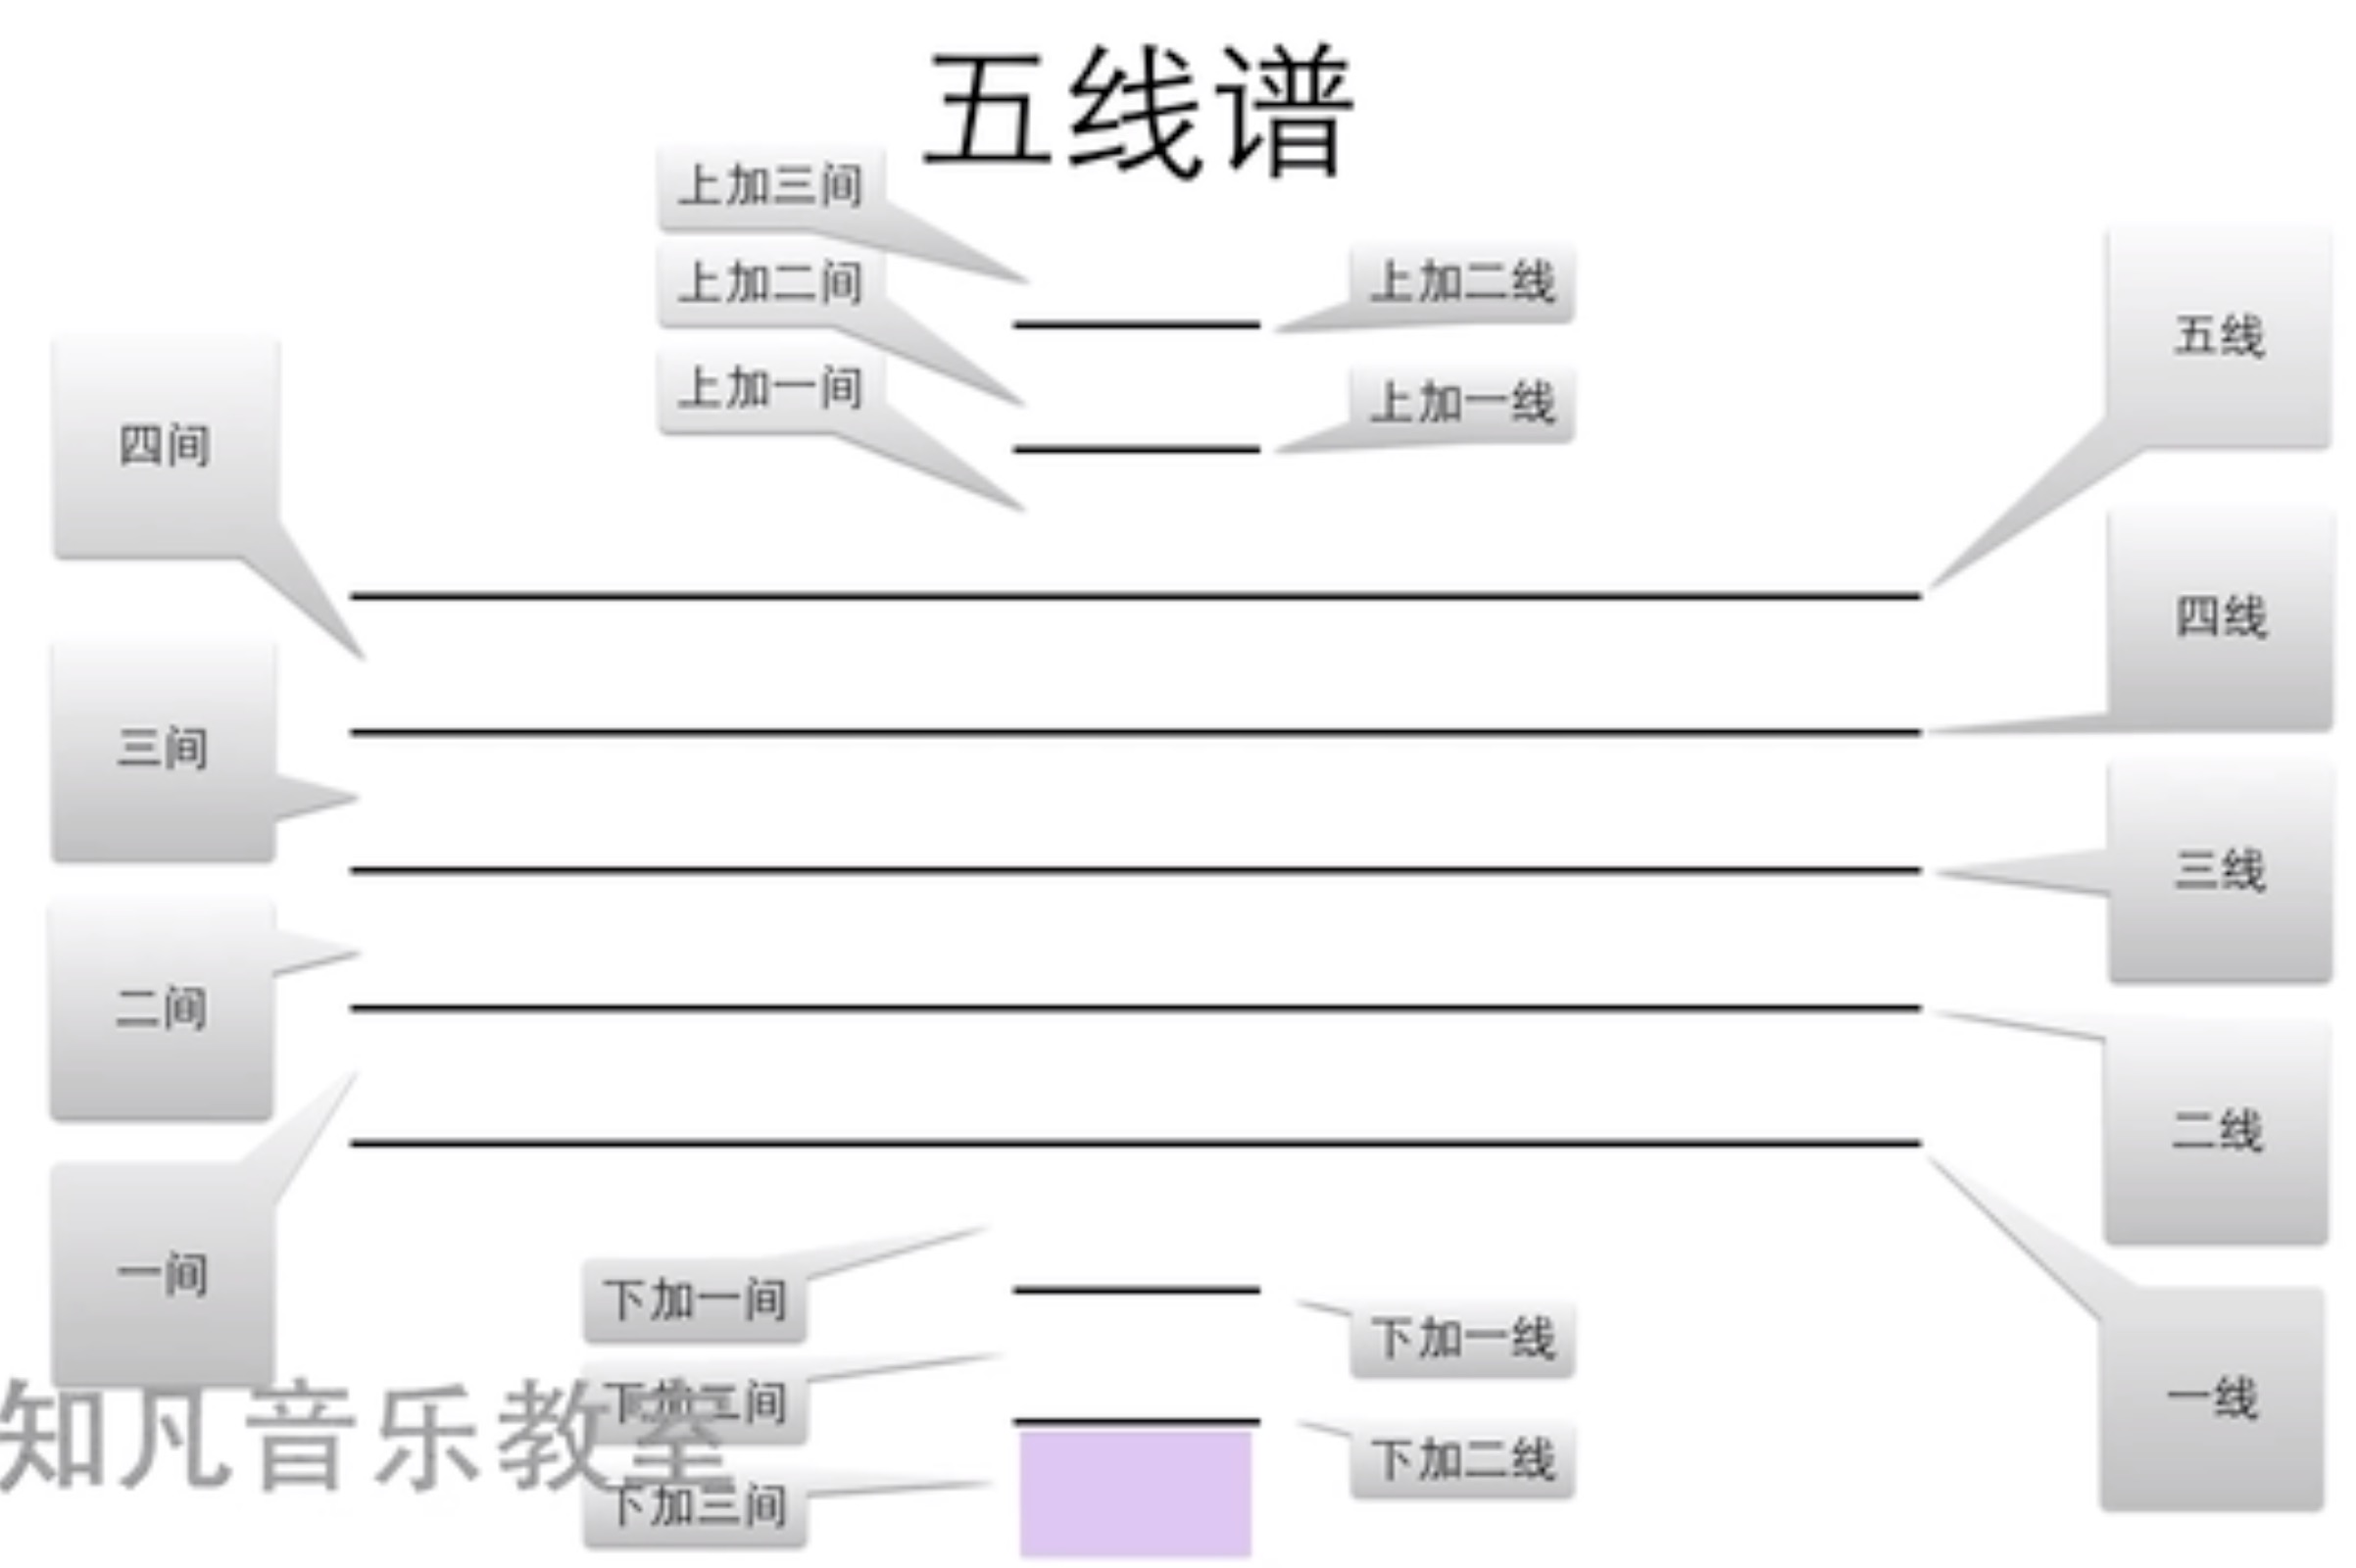 五线谱
上加三间
上加二间
上加二线
五线
上加一间
上加一线
四间
四线
三间
三线
二间
二线
一间
下加一间
下加一线
一线
下加二间
下加二线
知凡音乐教室
下加三间